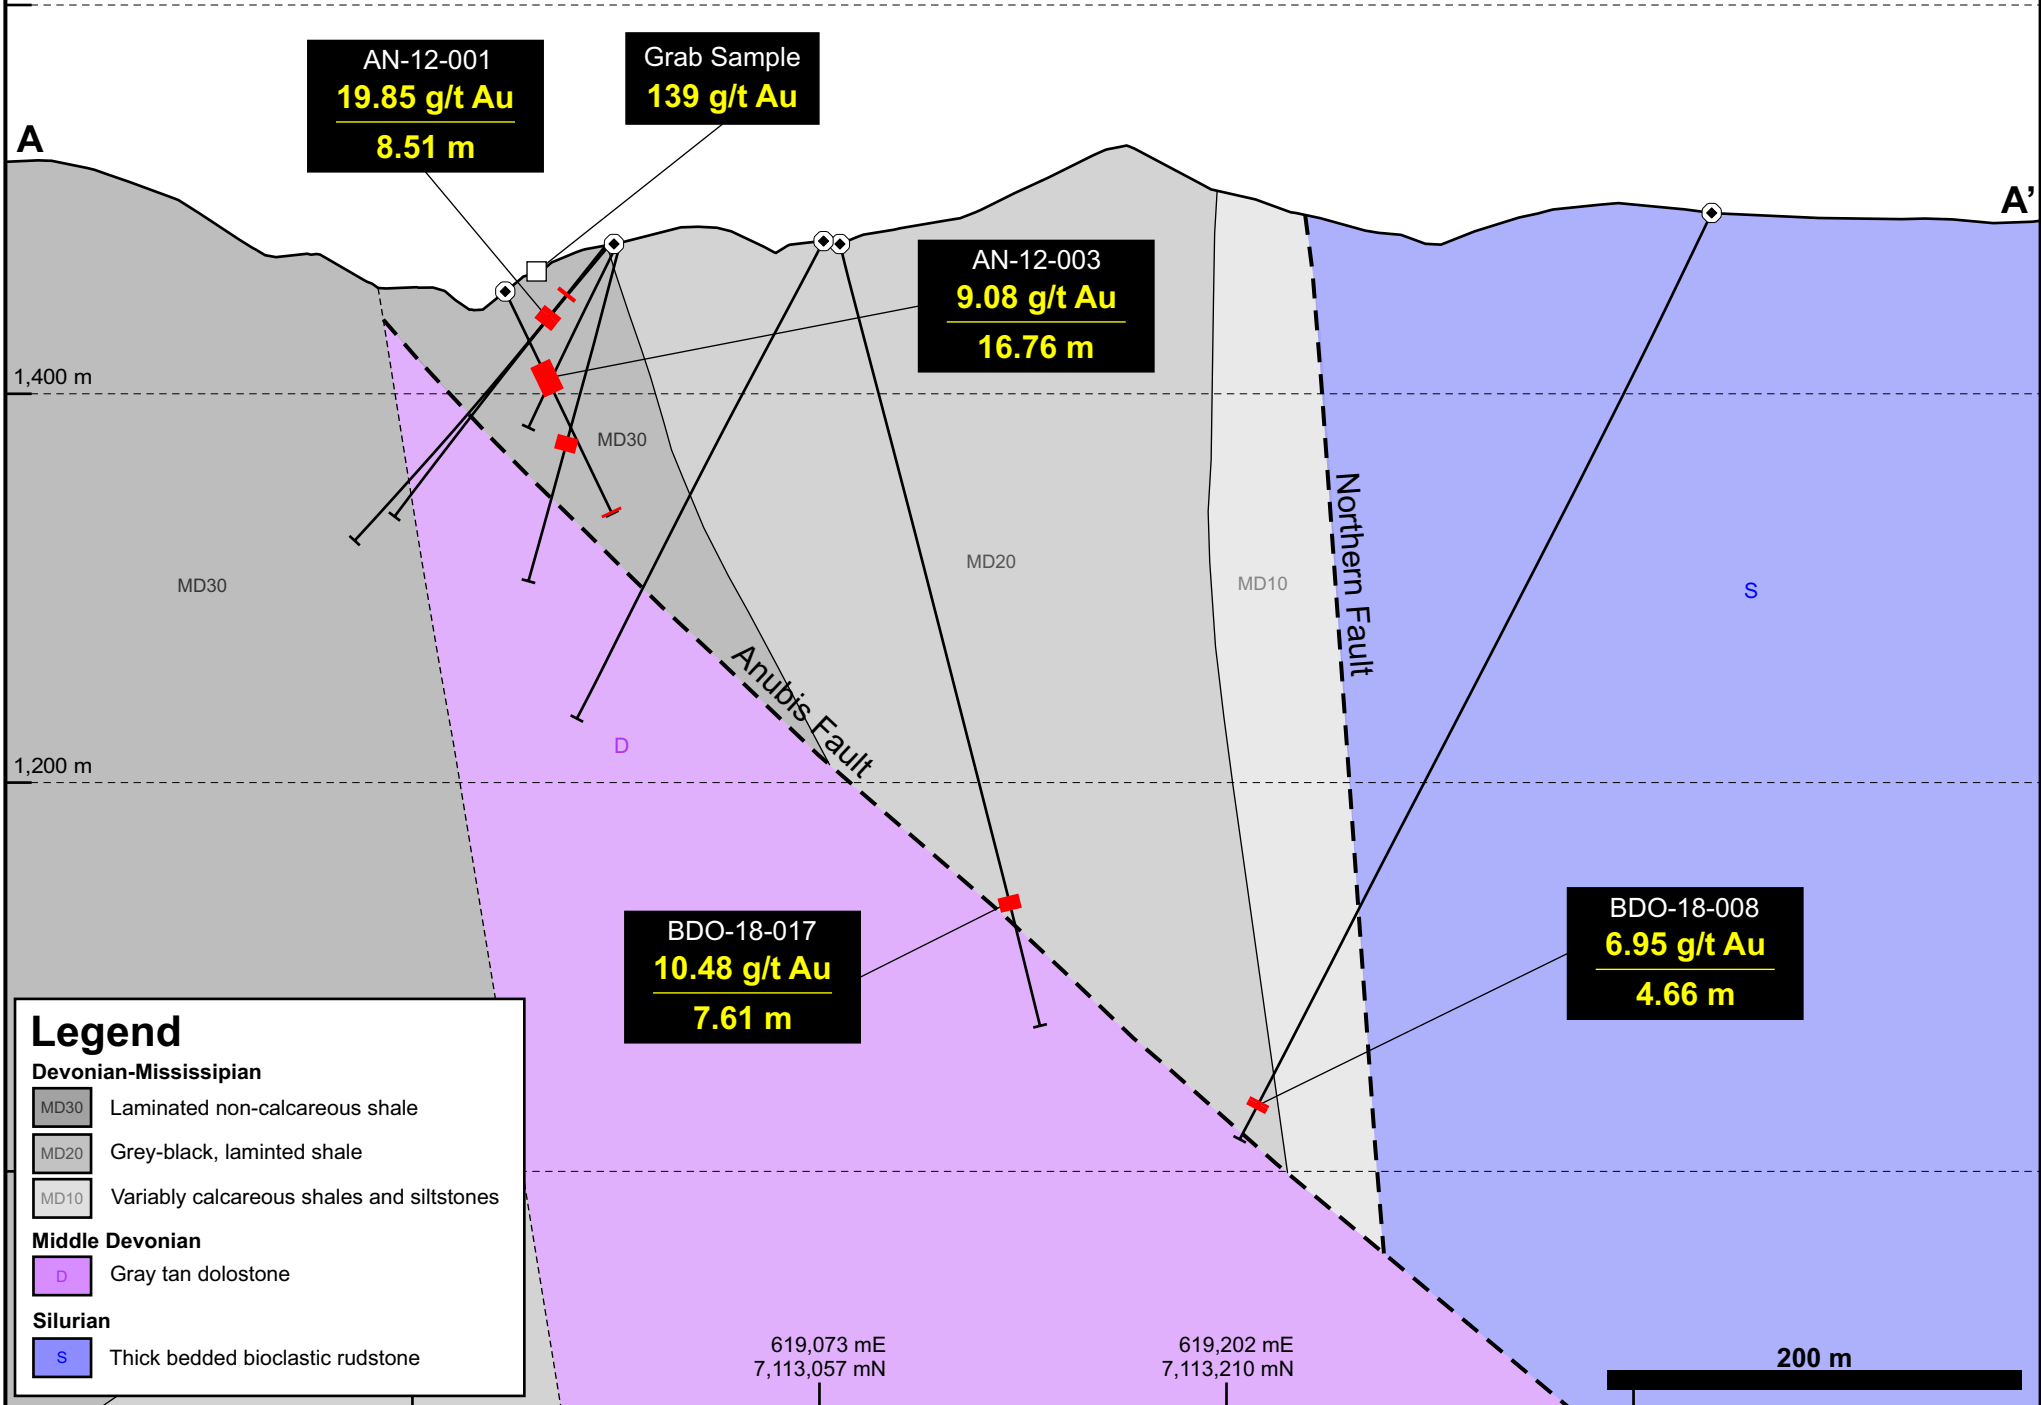 AN-12-001
19.85 g/t Au
8.51 m
Grab Sample
139 g/t Au
A
A’
AN-12-003
9.08 g/t Au
16.76 m
1,400 m
MD30
Northern Fault
MD20
MD10
MD30
S
Anubis Fault
D
1,200 m
BDO-18-017
10.48 g/t Au
7.61 m
BDO-18-008
6.95 g/t Au
4.66 m
Legend
Devonian-Mississipian
MD30 Laminated non-calcareous shale
MD20 Grey-black, laminted shale
MD10 Variably calcareous shales and siltstones
Middle Devonian
D Gray tan dolostone
Silurian
S Thick bedded bioclastic rudstone
619,073 mE
7,113,057 mN
619,202 mE
7,113,210 mN
200 m